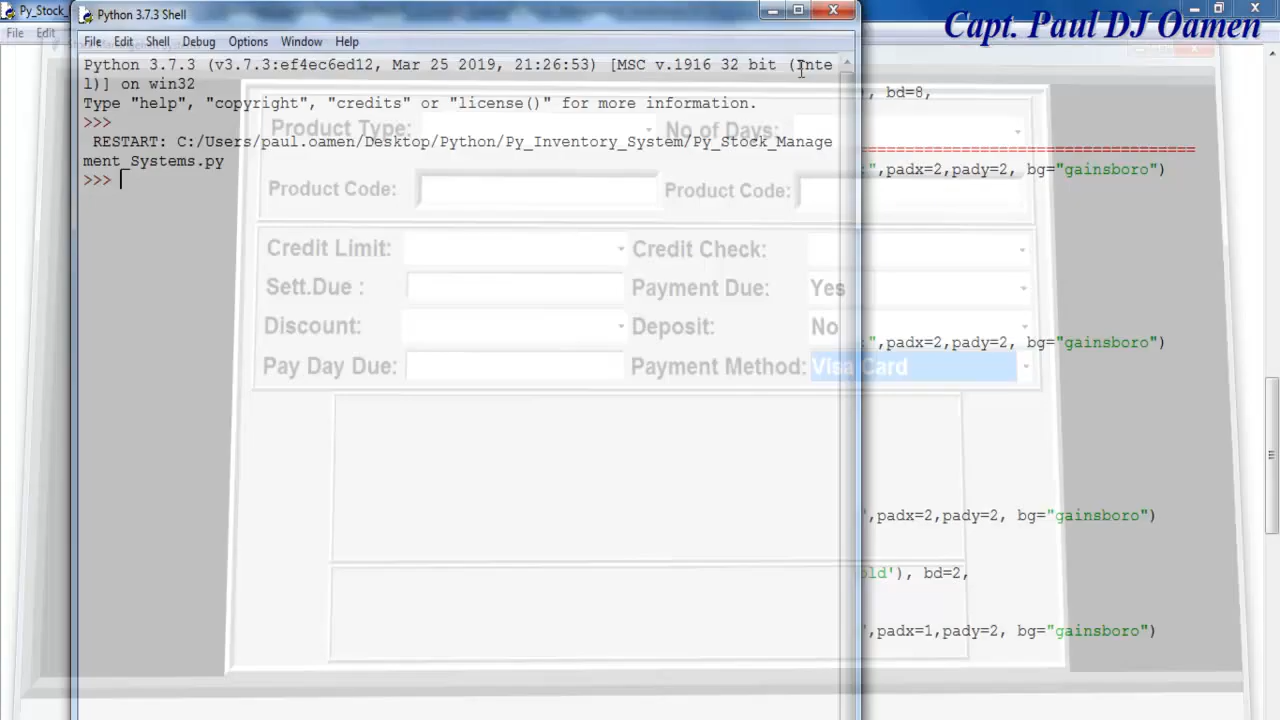 Py_Stock_
Python 3.7.3 Shell
Capt. Paul DJ Oamen
File Edit
File Edit Shell Debug Options Window Help
Python 3.7.3 (v3.7.3:ef4ec6ed12, Mar 25 2019, 21:26:53) [MSC v.1916 32 bit (Inte
l)] on win32
Type "help", "copyright", "credits" or "license()" for more information.
>>>
RESTART: C:/Users/paul.oamen/Desktop/Python/Py_Inventory_System/Py_Stock_Manage
ment_Systems.py
>>>
), bd=8,
===============================
:",padx=2,pady=2, bg="gainsboro")
Product Type: No of Days:
Product Code: Product Code:
Credit Limit: Credit Check:
Sett.Due : Payment Due: Yes
Discount: Deposit: No
:",padx=2,pady=2, bg="gainsboro")
Pay Day Due: Payment Method: Visa Card
",padx=2,pady=2, bg="gainsboro")
old'), bd=2,
",padx=1,pady=2, bg="gainsboro")